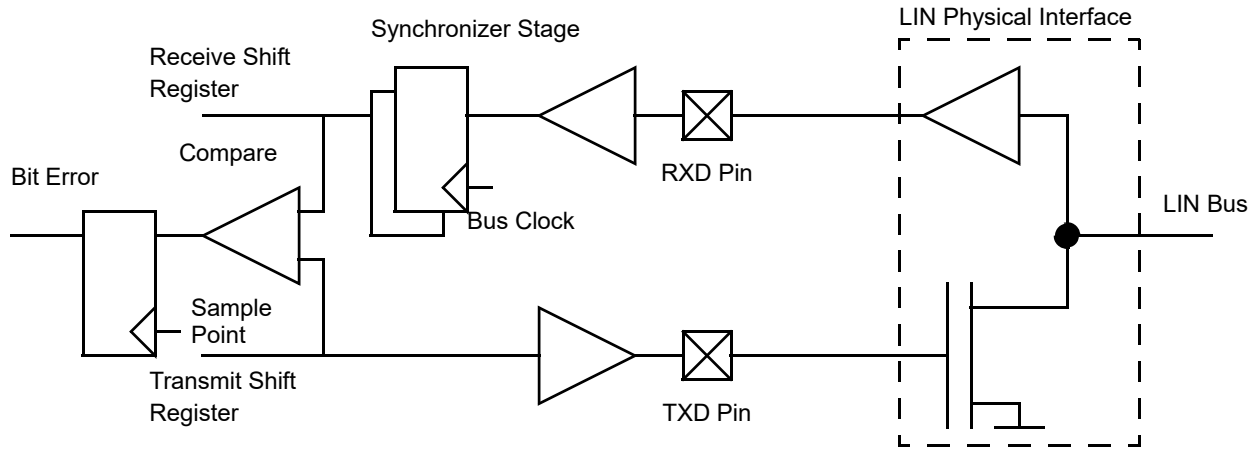 LIN Physical Interface
Synchronizer Stage
Receive Shift
Register
Compare
RXD Pin
Bit Error
LIN Bus
Bus Clock
Sample
Point
Transmit Shift
Register
TXD Pin